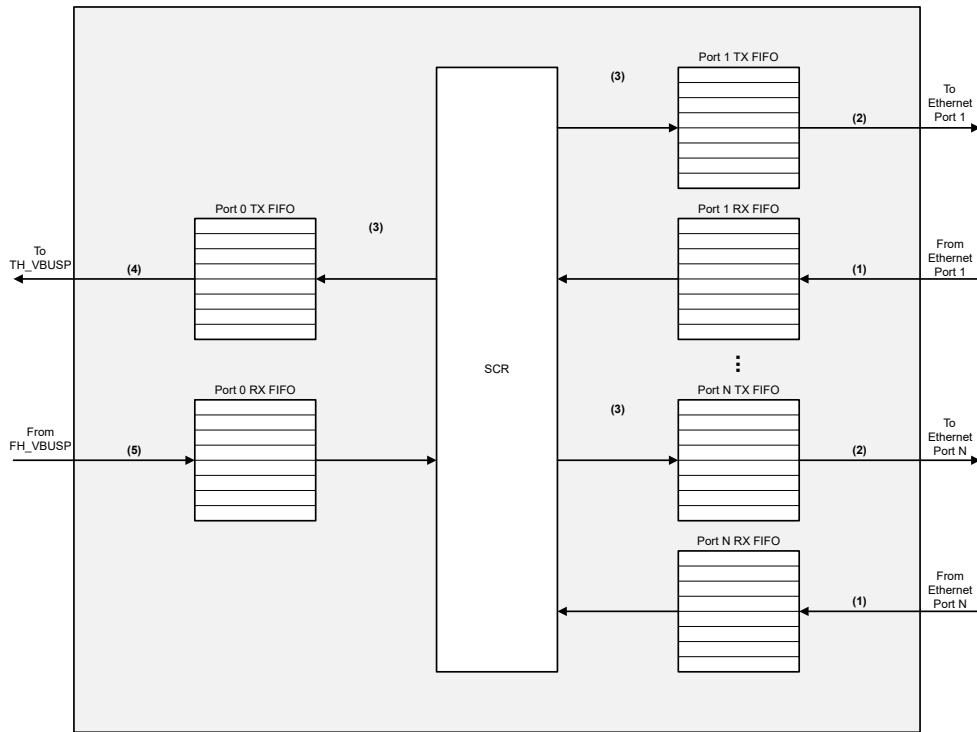 Port 1 TX FIFO
(3)
(2)
To
Ethernet
Port 1
Port 0 TX FIFO
(3)
To
TH_VBUSP
(4)
Port 1 RX FIFO
(1)
From
Ethernet
Port 1
SCR
Port 0 RX FIFO
From
FH_VBUSP
(5)
Port N TX FIFO
(3)
(2)
To
Ethernet
Port N
Port N RX FIFO
(1)
From
Ethernet
Port N